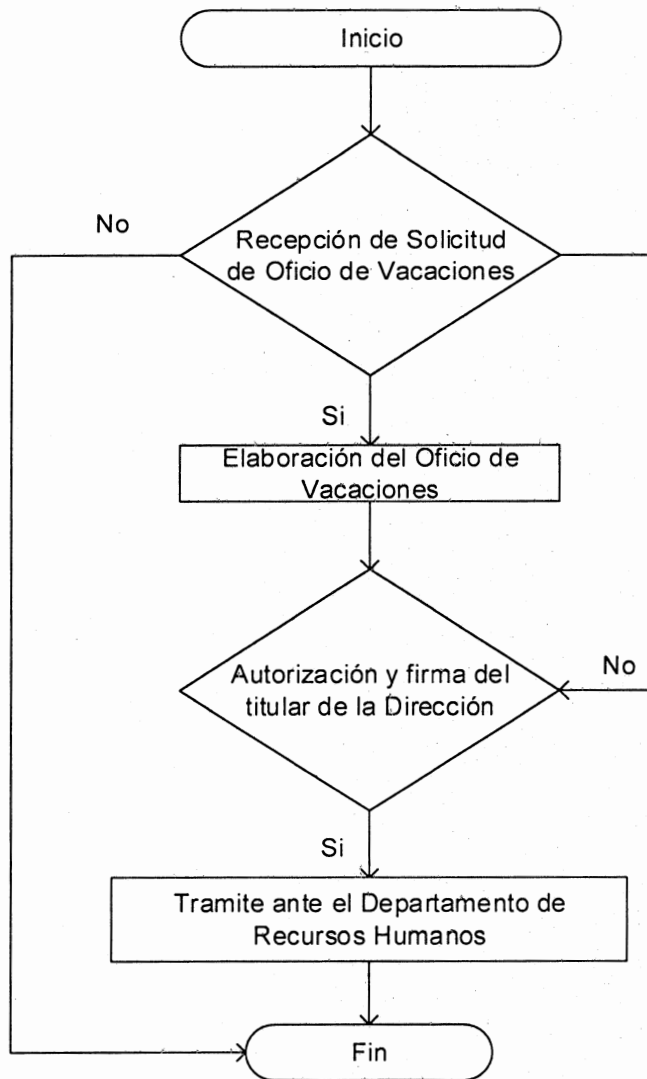 Inicio
No
Recepción de Solicitud
de Oficio de Vacaciones
Si
Elaboración del Oficio de
Vacaciones
Autorización y firma del
titular de la Dirección
No
Si
Tramite ante el Departamento de
Recursos Humanos
Fin